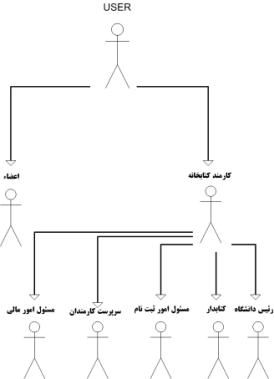 USER
اعضاء
کارمند کتابخانه
رئیس دانشگاه
کتابدار
مسئول امور ثبت نام
سرپرست کارمندان
مسئول امور مالی